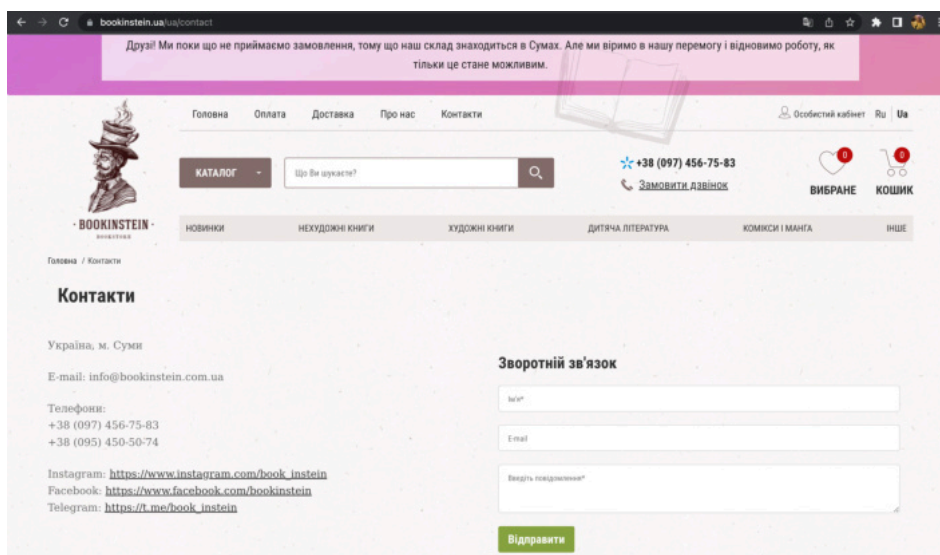 bookinstein.ua/ua/contact
Друзі! Ми поки що не приймаємо замовлення, тому що наш склад знаходиться в Сумах. Але ми віримо в нашу перемогу і відновимо роботу, як
тільки це стане можливим.
Головна Оплата Доставка Про нас Контакти
Особистий кабінет Ru Ua
КАТАЛОГ
Що Ви шукаєте?
+38 (097) 456-75-83
Замовити дзвінок
0
ВИБРАНЕ
0
КОШИК
· BOOKINSTEIN ·
BOOKSTORE
НОВИНКИ НЕХУДОЖНІ КНИГИ ХУДОЖНІ КНИГИ ДИТЯЧА ЛІТЕРАТУРА КОМІКСИ І МАНҐА ІНШЕ
Головна / Контакти
Контакти
Україна, м. Суми
E-mail: info@bookinstein.com.ua
Телефони:
+38 (097) 456-75-83
+38 (095) 450-50-74
Instagram: https://www.instagram.com/book_instein
Facebook: https://www.facebook.com/bookinstein
Telegram: https://t.me/book_instein
Зворотній зв'язок
Ім'я*
E-mail
Введіть повідомлення*
Відправити